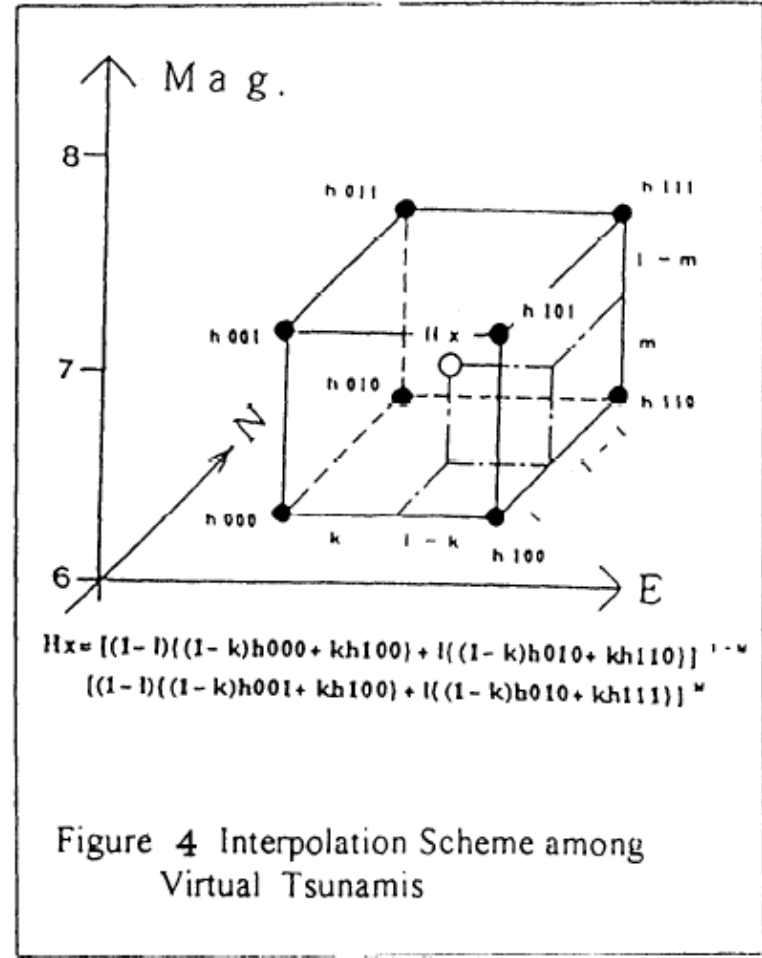 Mag.
8
h 011
h 111
1 - m
h 101
h 001
Hx
m
7
h 010
h 110
N
l - l
l
h 000
k
1 - k
h 100
6
E
Hx=[(1-l){(1-k)h000+ kh100}+l{(1-k)h010+ kh110}] 1-M
[(1-l){(1-k)h001+ kh100}+l{(1-k)h010+ kh111}] M
Figure 4 Interpolation Scheme among
Virtual Tsunamis